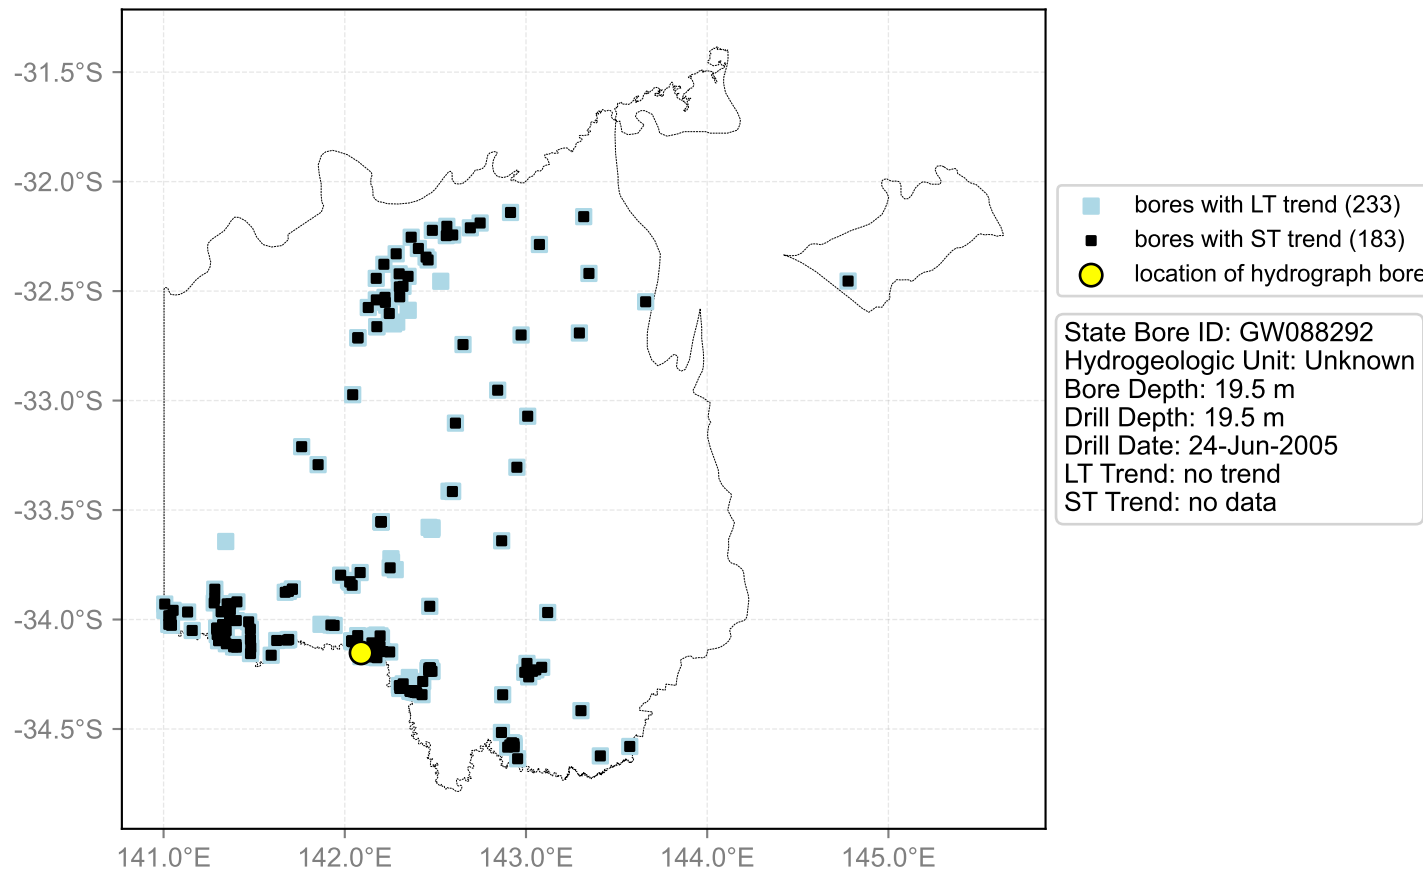 -31.5°S
-32.0°S
-32.5°S
-33.0°S
-33.5°S
-34.0°S
-34.5°S
141.0°E 142.0°E 143.0°E 144.0°E 145.0°E
bores with LT trend (233)
bores with ST trend (183)
location of hydrograph bore
State Bore ID: GW088292
Hydrogeologic Unit: Unknown
Bore Depth: 19.5 m
Drill Depth: 19.5 m
Drill Date: 24-Jun-2005
LT Trend: no trend
ST Trend: no data